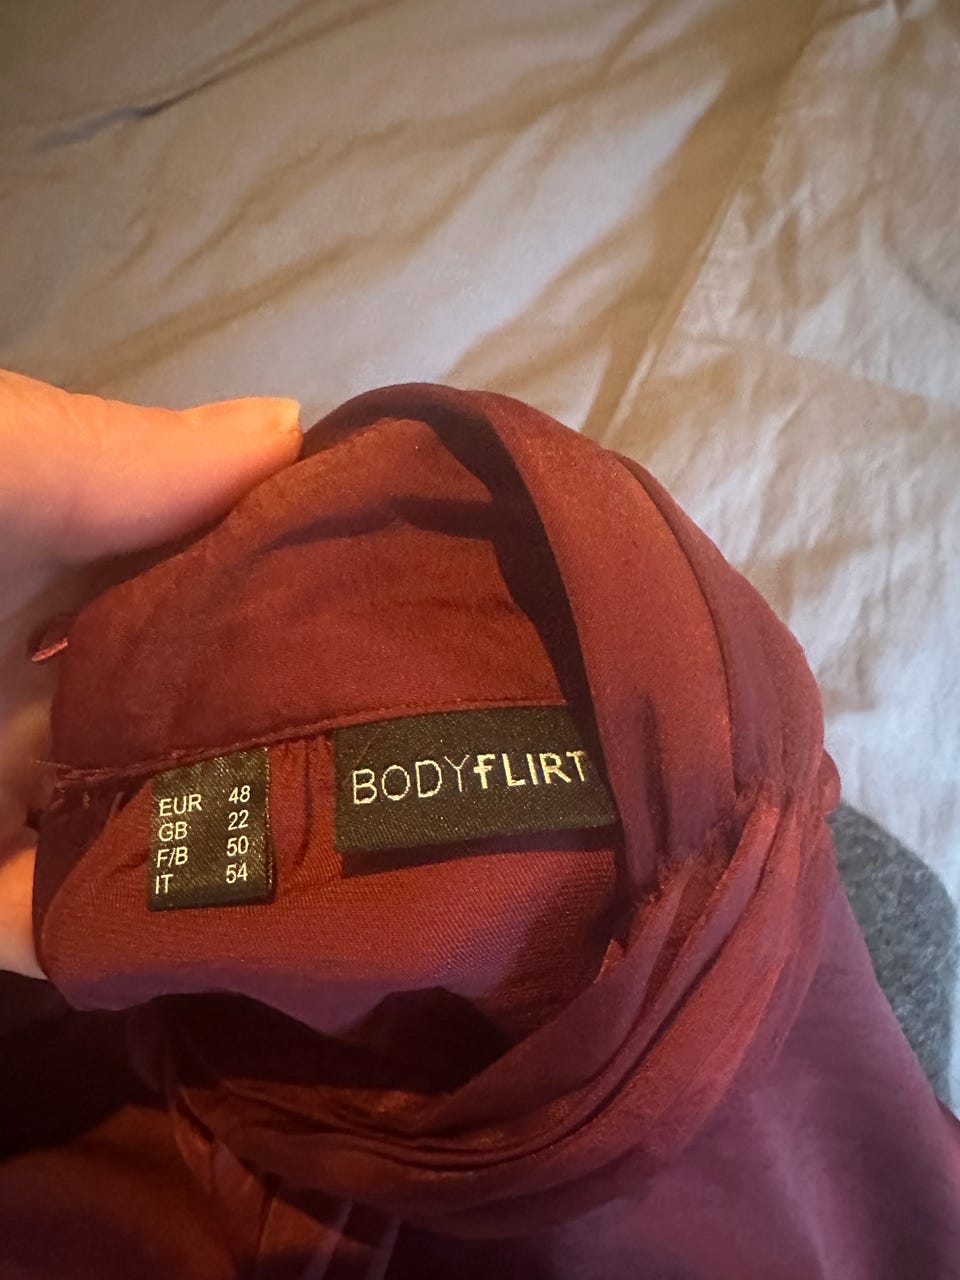 EUR 48
GB 22
F/B 50
IT 54
BODYFLIRT